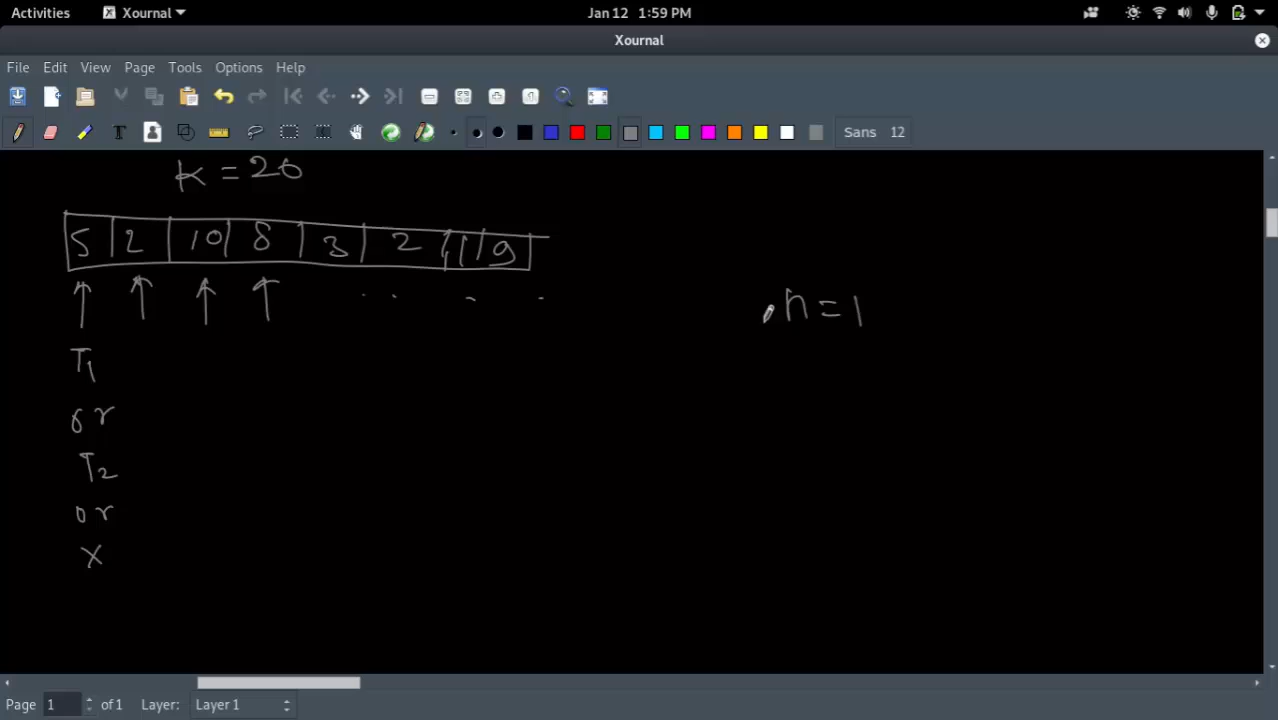 Activities Xournal Jan 12 1:59 PM
Xournal
File Edit View Page Tools Options Help
T Sans 12
K = 20
5 2 10 8 3 2 11 9
n = 1
T1
or
T2
or
X
Page 1 of 1 Layer: Layer 1